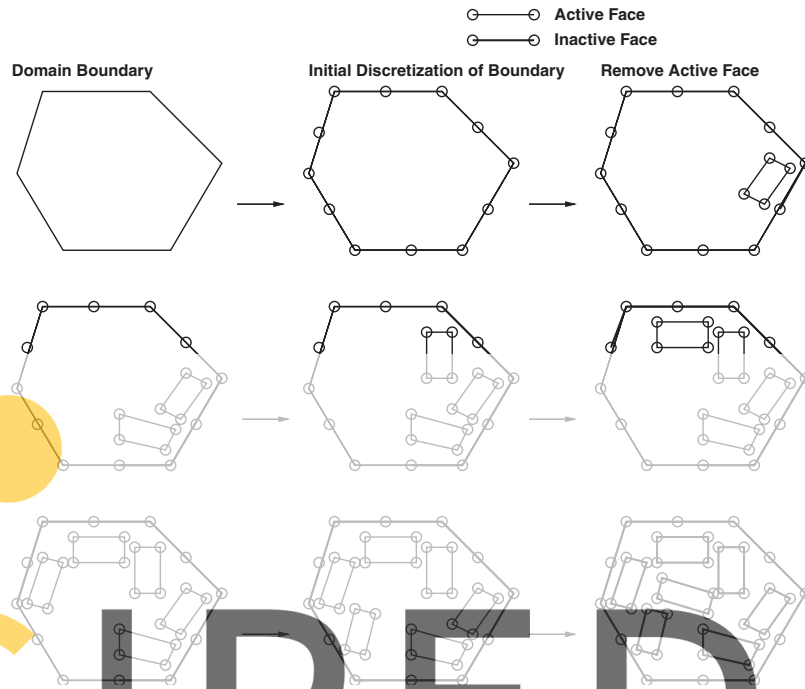 Active Face
Inactive Face
Domain Boundary
Initial Discretization of Boundary
Remove Active Face